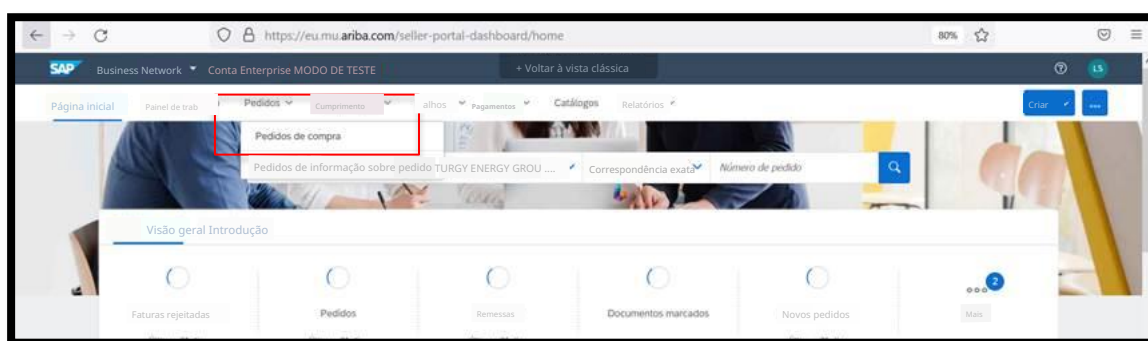 https://eu.mu.ariba.com/seller-portal-dashboard/home 80%
SAP Business Network Conta Enterprise MODO DE TESTE + Voltar à vista clássica LS
Página inicial Painel de trab Pedidos Cumprimento alhos Pagamentos Catálogos Relatórios Criar
Pedidos de compra
Pedidos de informação sobre pedido TURGY ENERGY GROU .... Correspondência exata Número de pedido
Visão geral Introdução
2
Faturas rejeitadas Pedidos Remessas Documentos marcados Novos pedidos Mais